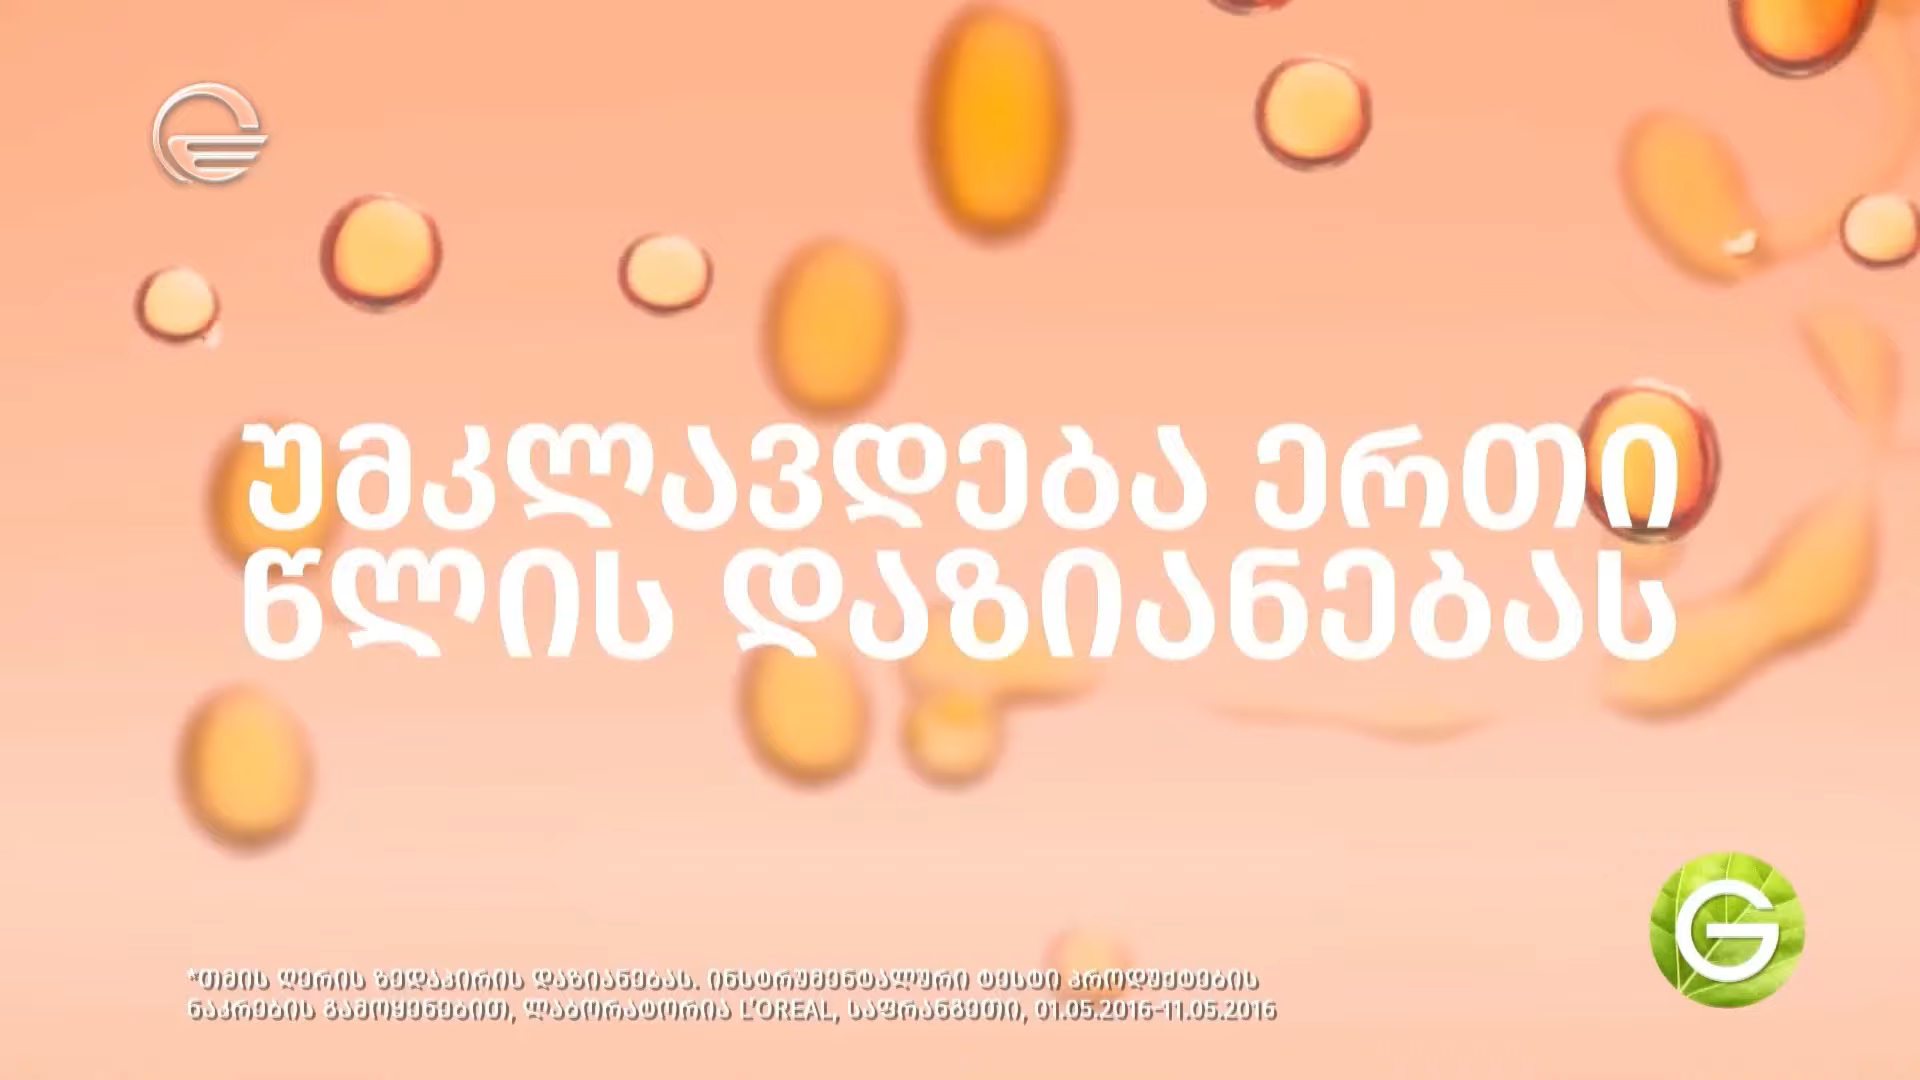 უმკლავდება ერთი
წლის დაზიანებას
*თმის ღერის ზედაპირის დაზიანებას. ინსტრუმენტალური ტესტი პროდუქტების
ნაკრების გამოყენებით, ლაბორატორია L'OREAL, საფრანგეთი, 01.05.2016-11.05.2016
G